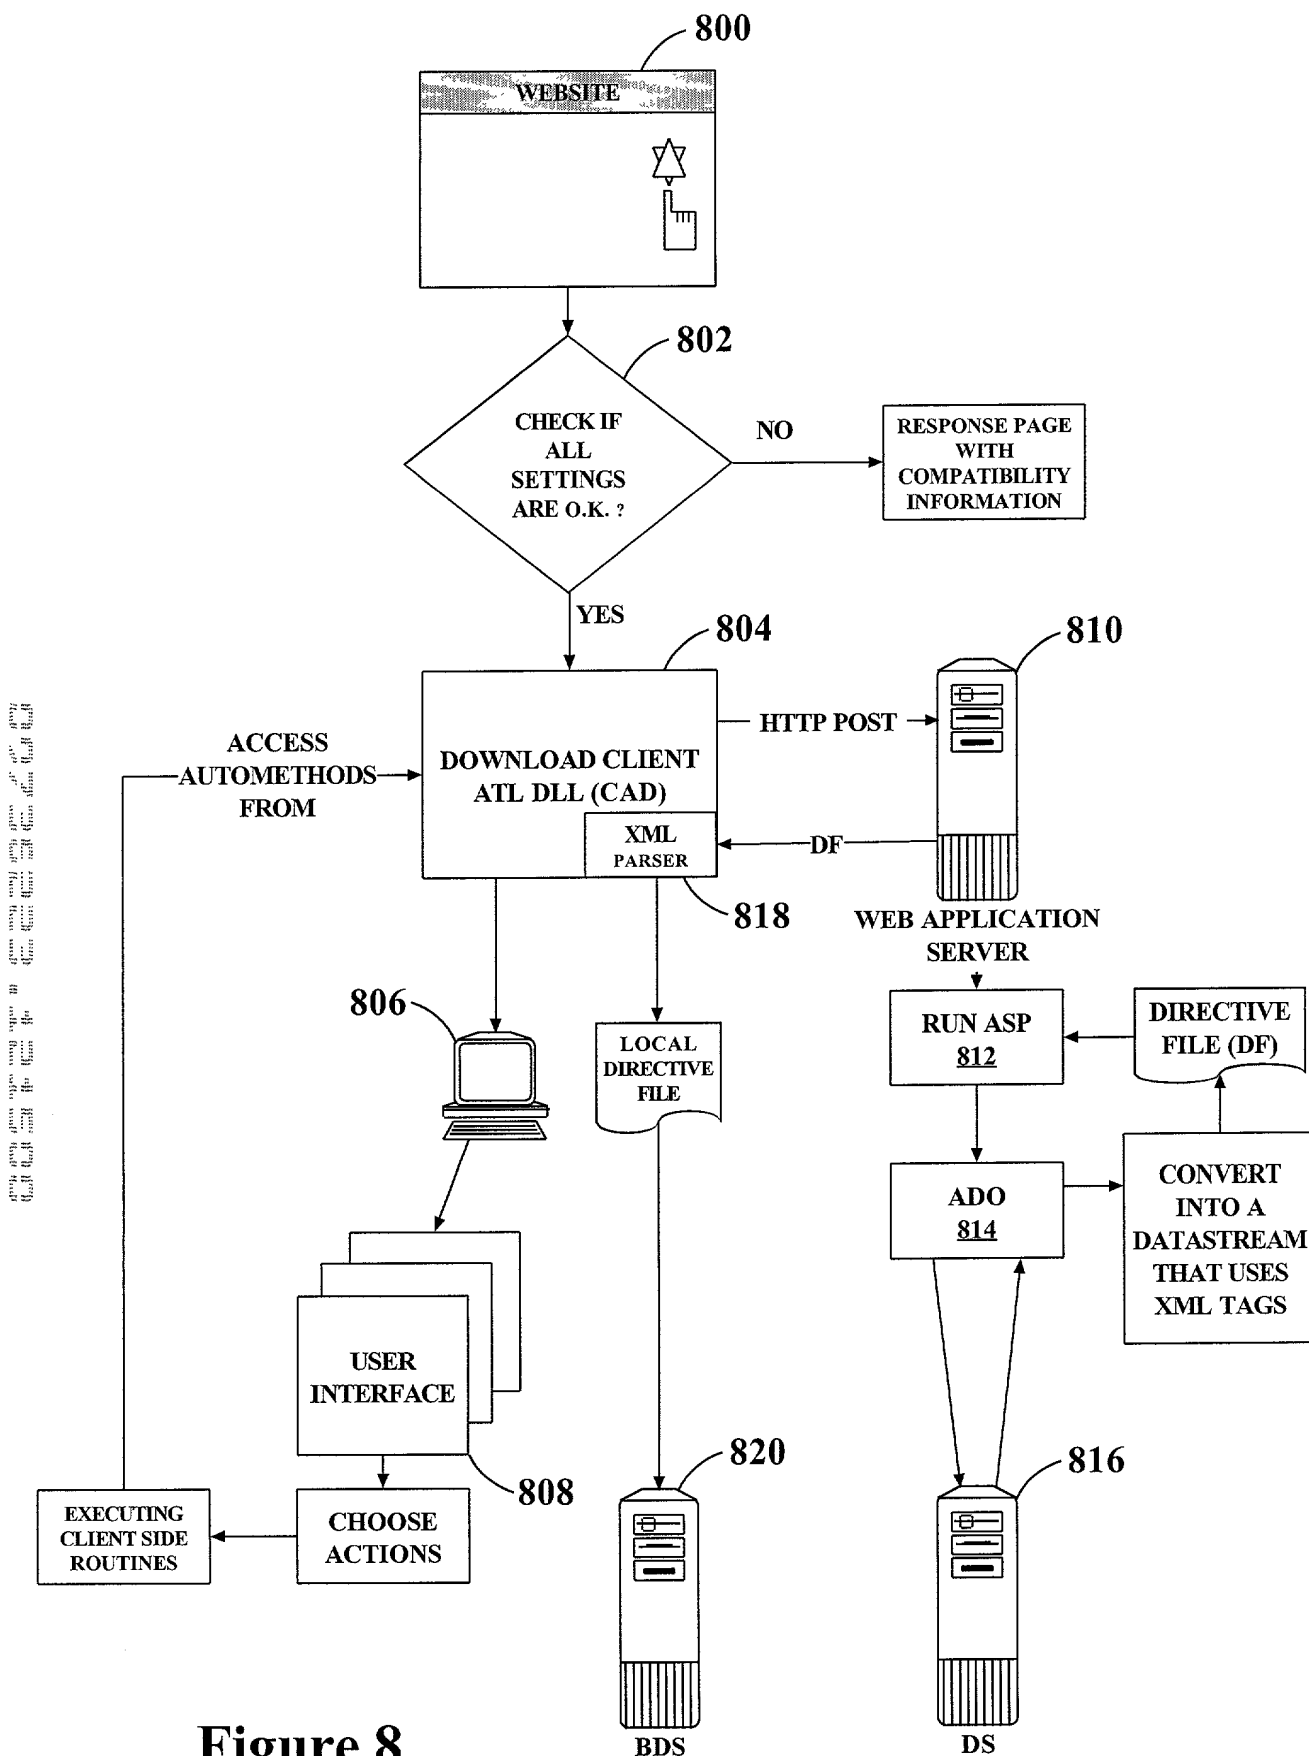 800
WEBSITE
802
CHECK IF
ALL
SETTINGS
ARE O.K. ?
NO
RESPONSE PAGE
WITH
COMPATIBILITY
INFORMATION
YES
804
810
ACCESS
AUTOMETHODS
FROM
DOWNLOAD CLIENT
ATL DLL (CAD)
XML
PARSER
HTTP POST
DF
818
WEB APPLICATION
SERVER
806
LOCAL
DIRECTIVE
FILE
RUN ASP
812
DIRECTIVE
FILE (DF)
ADO
814
CONVERT
INTO A
DATASTREAM
THAT USES
XML TAGS
USER
INTERFACE
808
820
816
EXECUTING
CLIENT SIDE
ROUTINES
CHOOSE
ACTIONS
BDS
DS
Figure 8